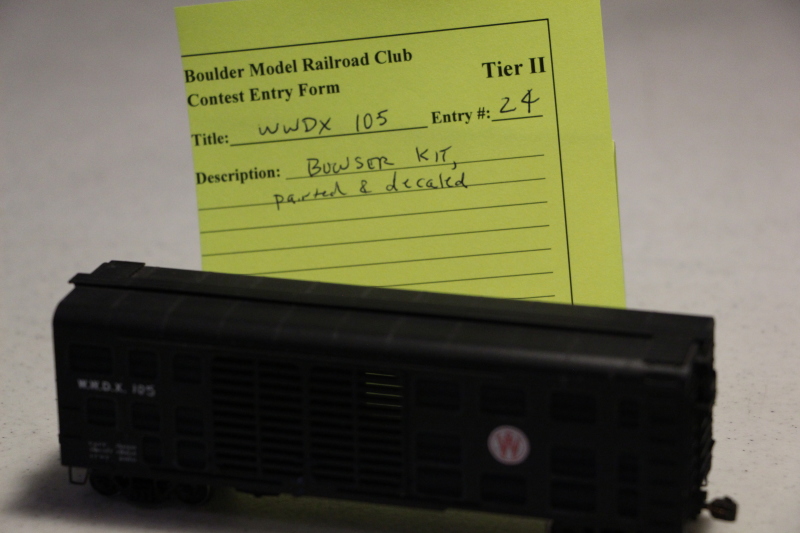 Boulder Model Railroad Club
Contest Entry Form
Tier II
Title: WWDX 105
Entry #: 24
Description: BOWSER KIT,
painted & decaled
W.W.D.X. 105
W